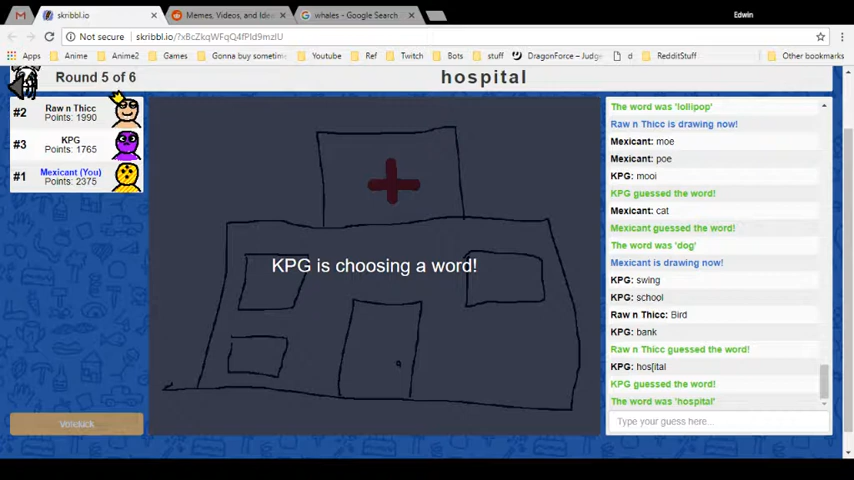 skribbl.io
Memes, Videos, and Ide
whales - Google Search
Edwin
Not secure | skribbl.io/?xBcZkqWFqQ4fPId9mzIU
Apps
Evamp
Anime2
Games
Gonna buy sometime
Youtube
Ref
Twitch
Bots
stuff
DragonForce – Judge
d
RedditStuff
Other bookmarks
Round 5 of 6
hospital
#2
Raw n Thicc
Points: 1990
#3
KPG
Points: 1765
#1
Mexicant (You)
Points: 2375
Votekick
KPG is choosing a word!
The word was 'lollipop'
Raw n Thicc is drawing now!
Mexicant: moe
Mexicant: poe
KPG: mooi
KPG guessed the word!
Mexicant: cat
Mexicant guessed the word!
The word was 'dog'
Mexicant is drawing now!
KPG: swing
KPG: school
Raw n Thicc: Bird
KPG: bank
Raw n Thicc guessed the word!
KPG: hos[ital
KPG guessed the word!
The word was 'hospital'
Type your guess here...